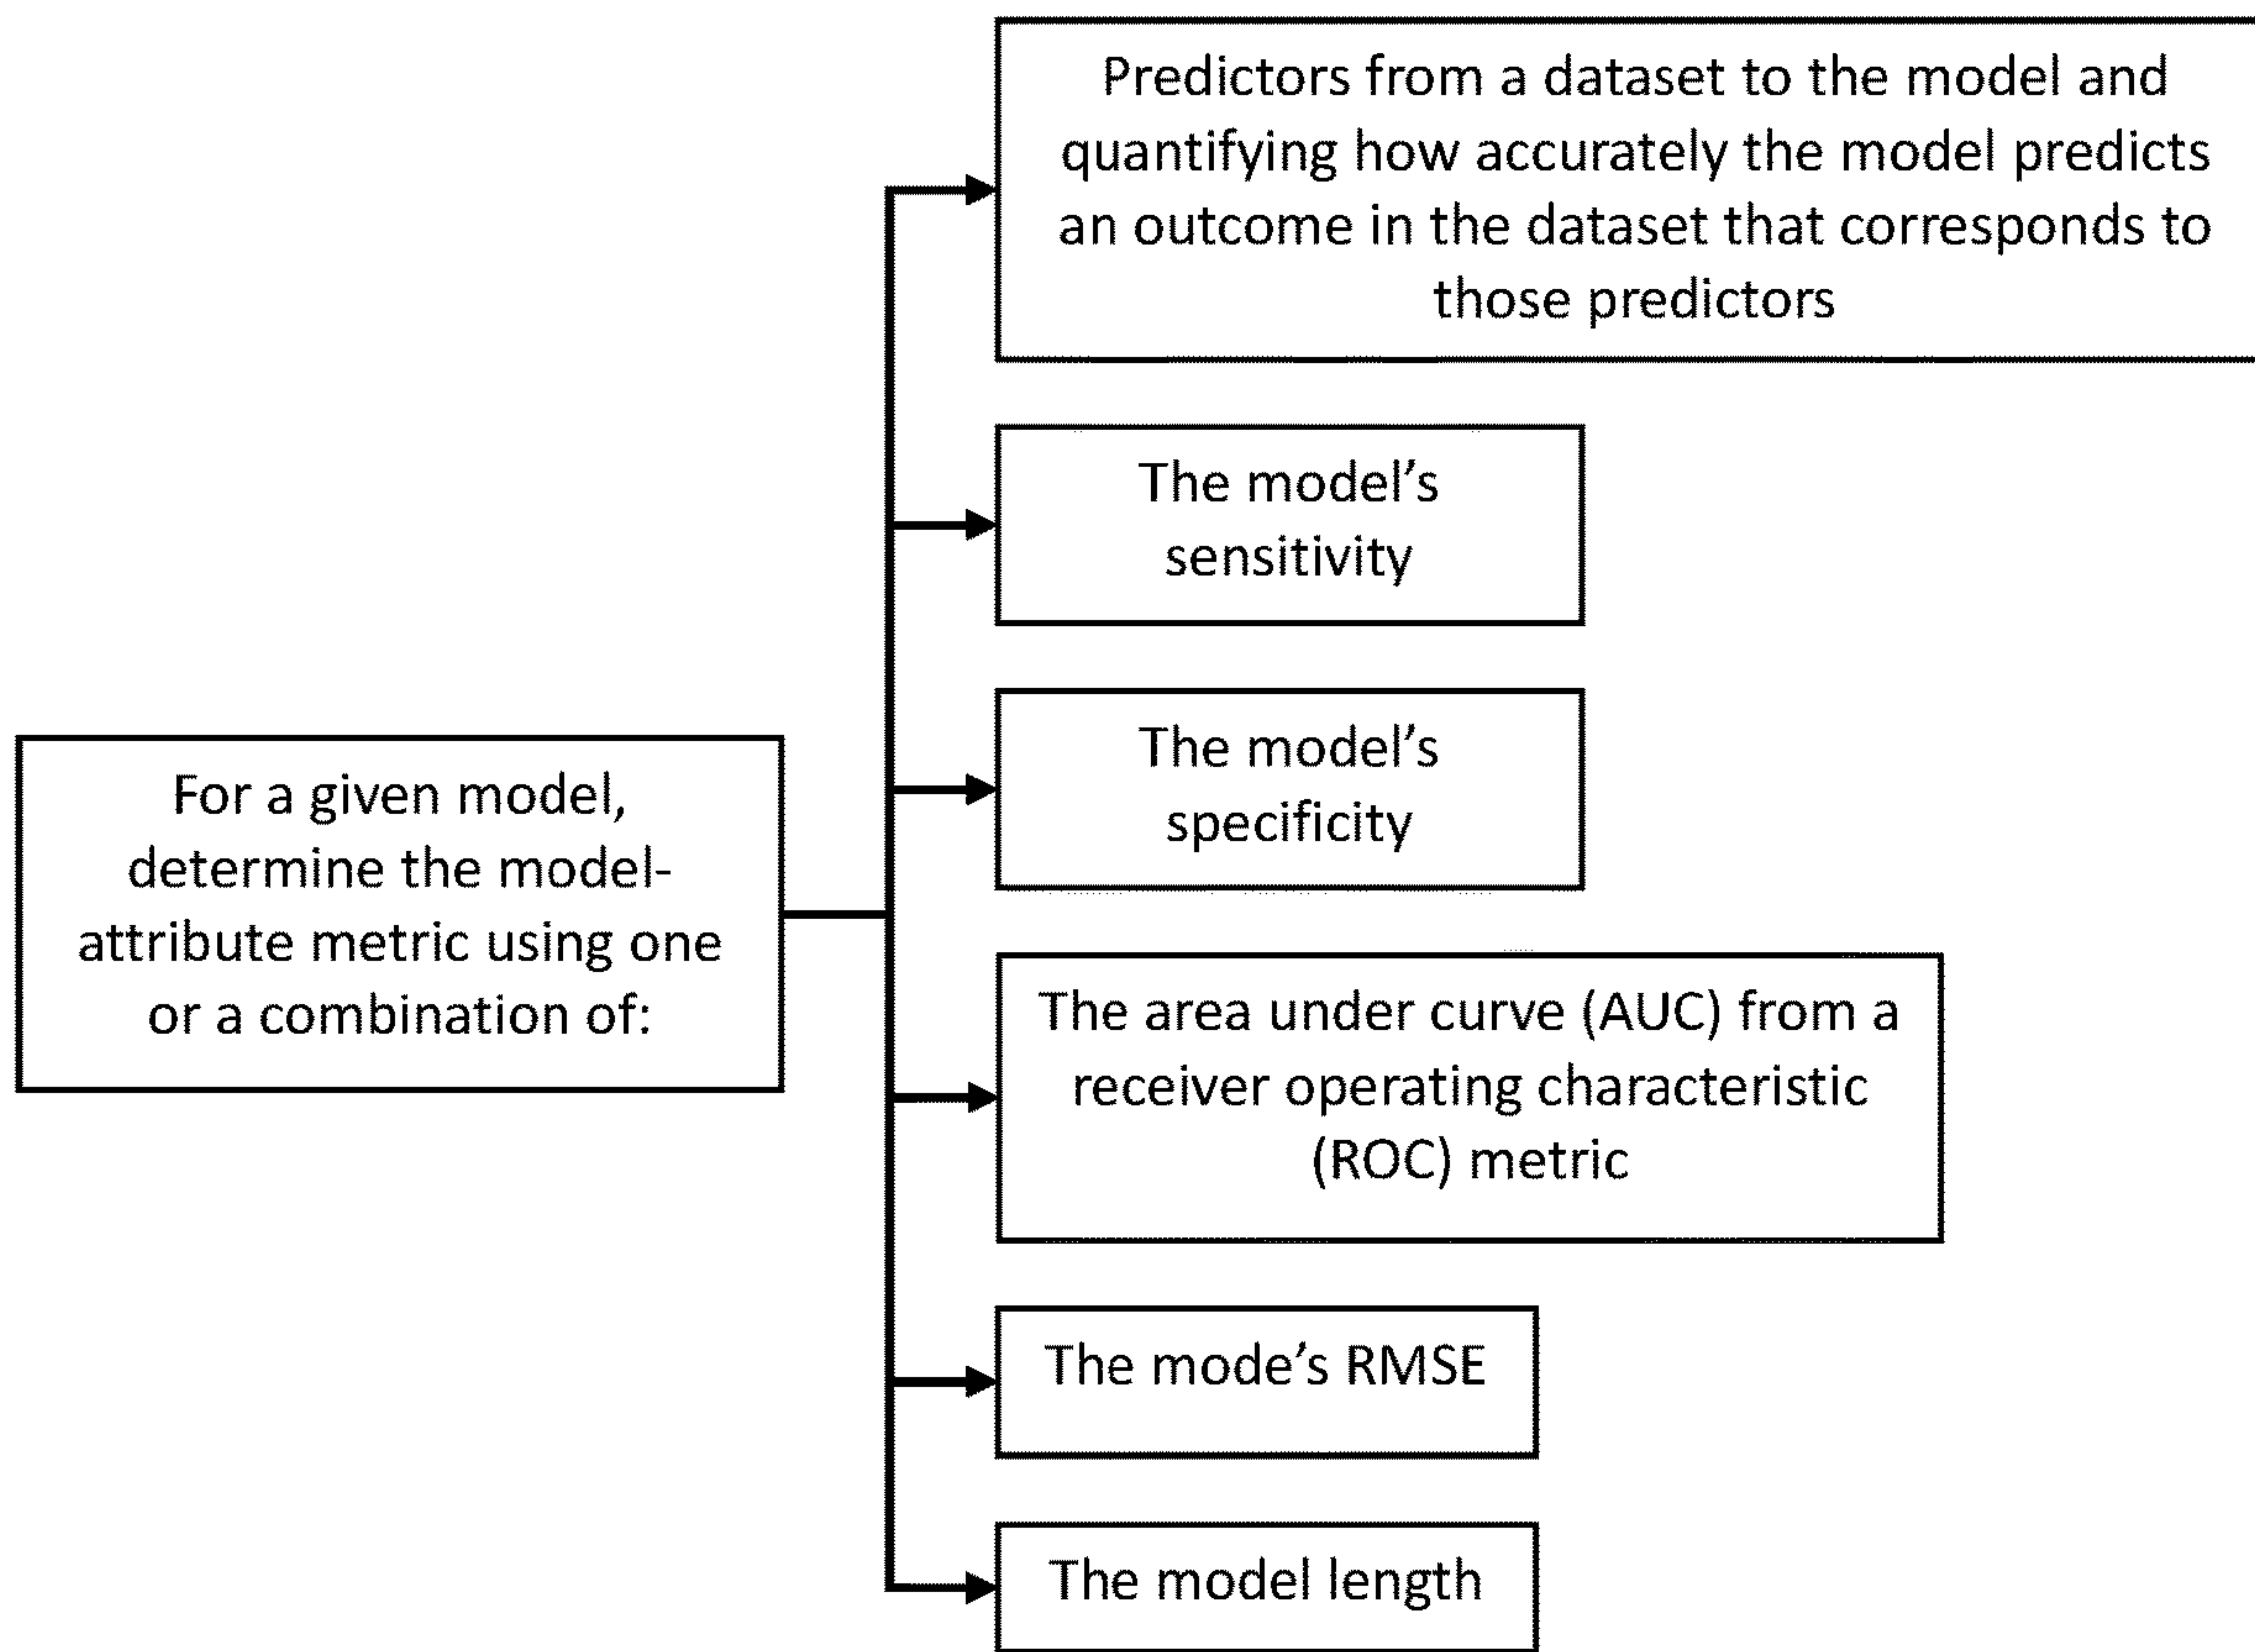 Predictors from a dataset to the model and
quantifying how accurately the model predicts
an outcome in the dataset that corresponds to
those predictors
The model's
sensitivity
The model's
specificity
For a given model,
determine the model-
attribute metric using one
or a combination of:
The area under curve (AUC) from a
receiver operating characteristic
(ROC) metric
The mode's RMSE
The model length